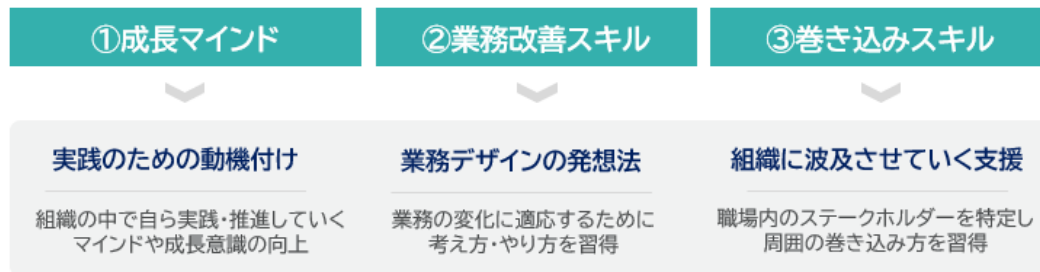 ①成長マインド
②業務改善スキル
③巻き込みスキル
実践のための動機付け
組織の中で自ら実践・推進していく
マインドや成長意識の向上
業務デザインの発想法
業務の変化に適応するために
考え方・やり方を習得
組織に波及させていく支援
職場内のステークホルダーを特定し
周囲の巻き込み方を習得